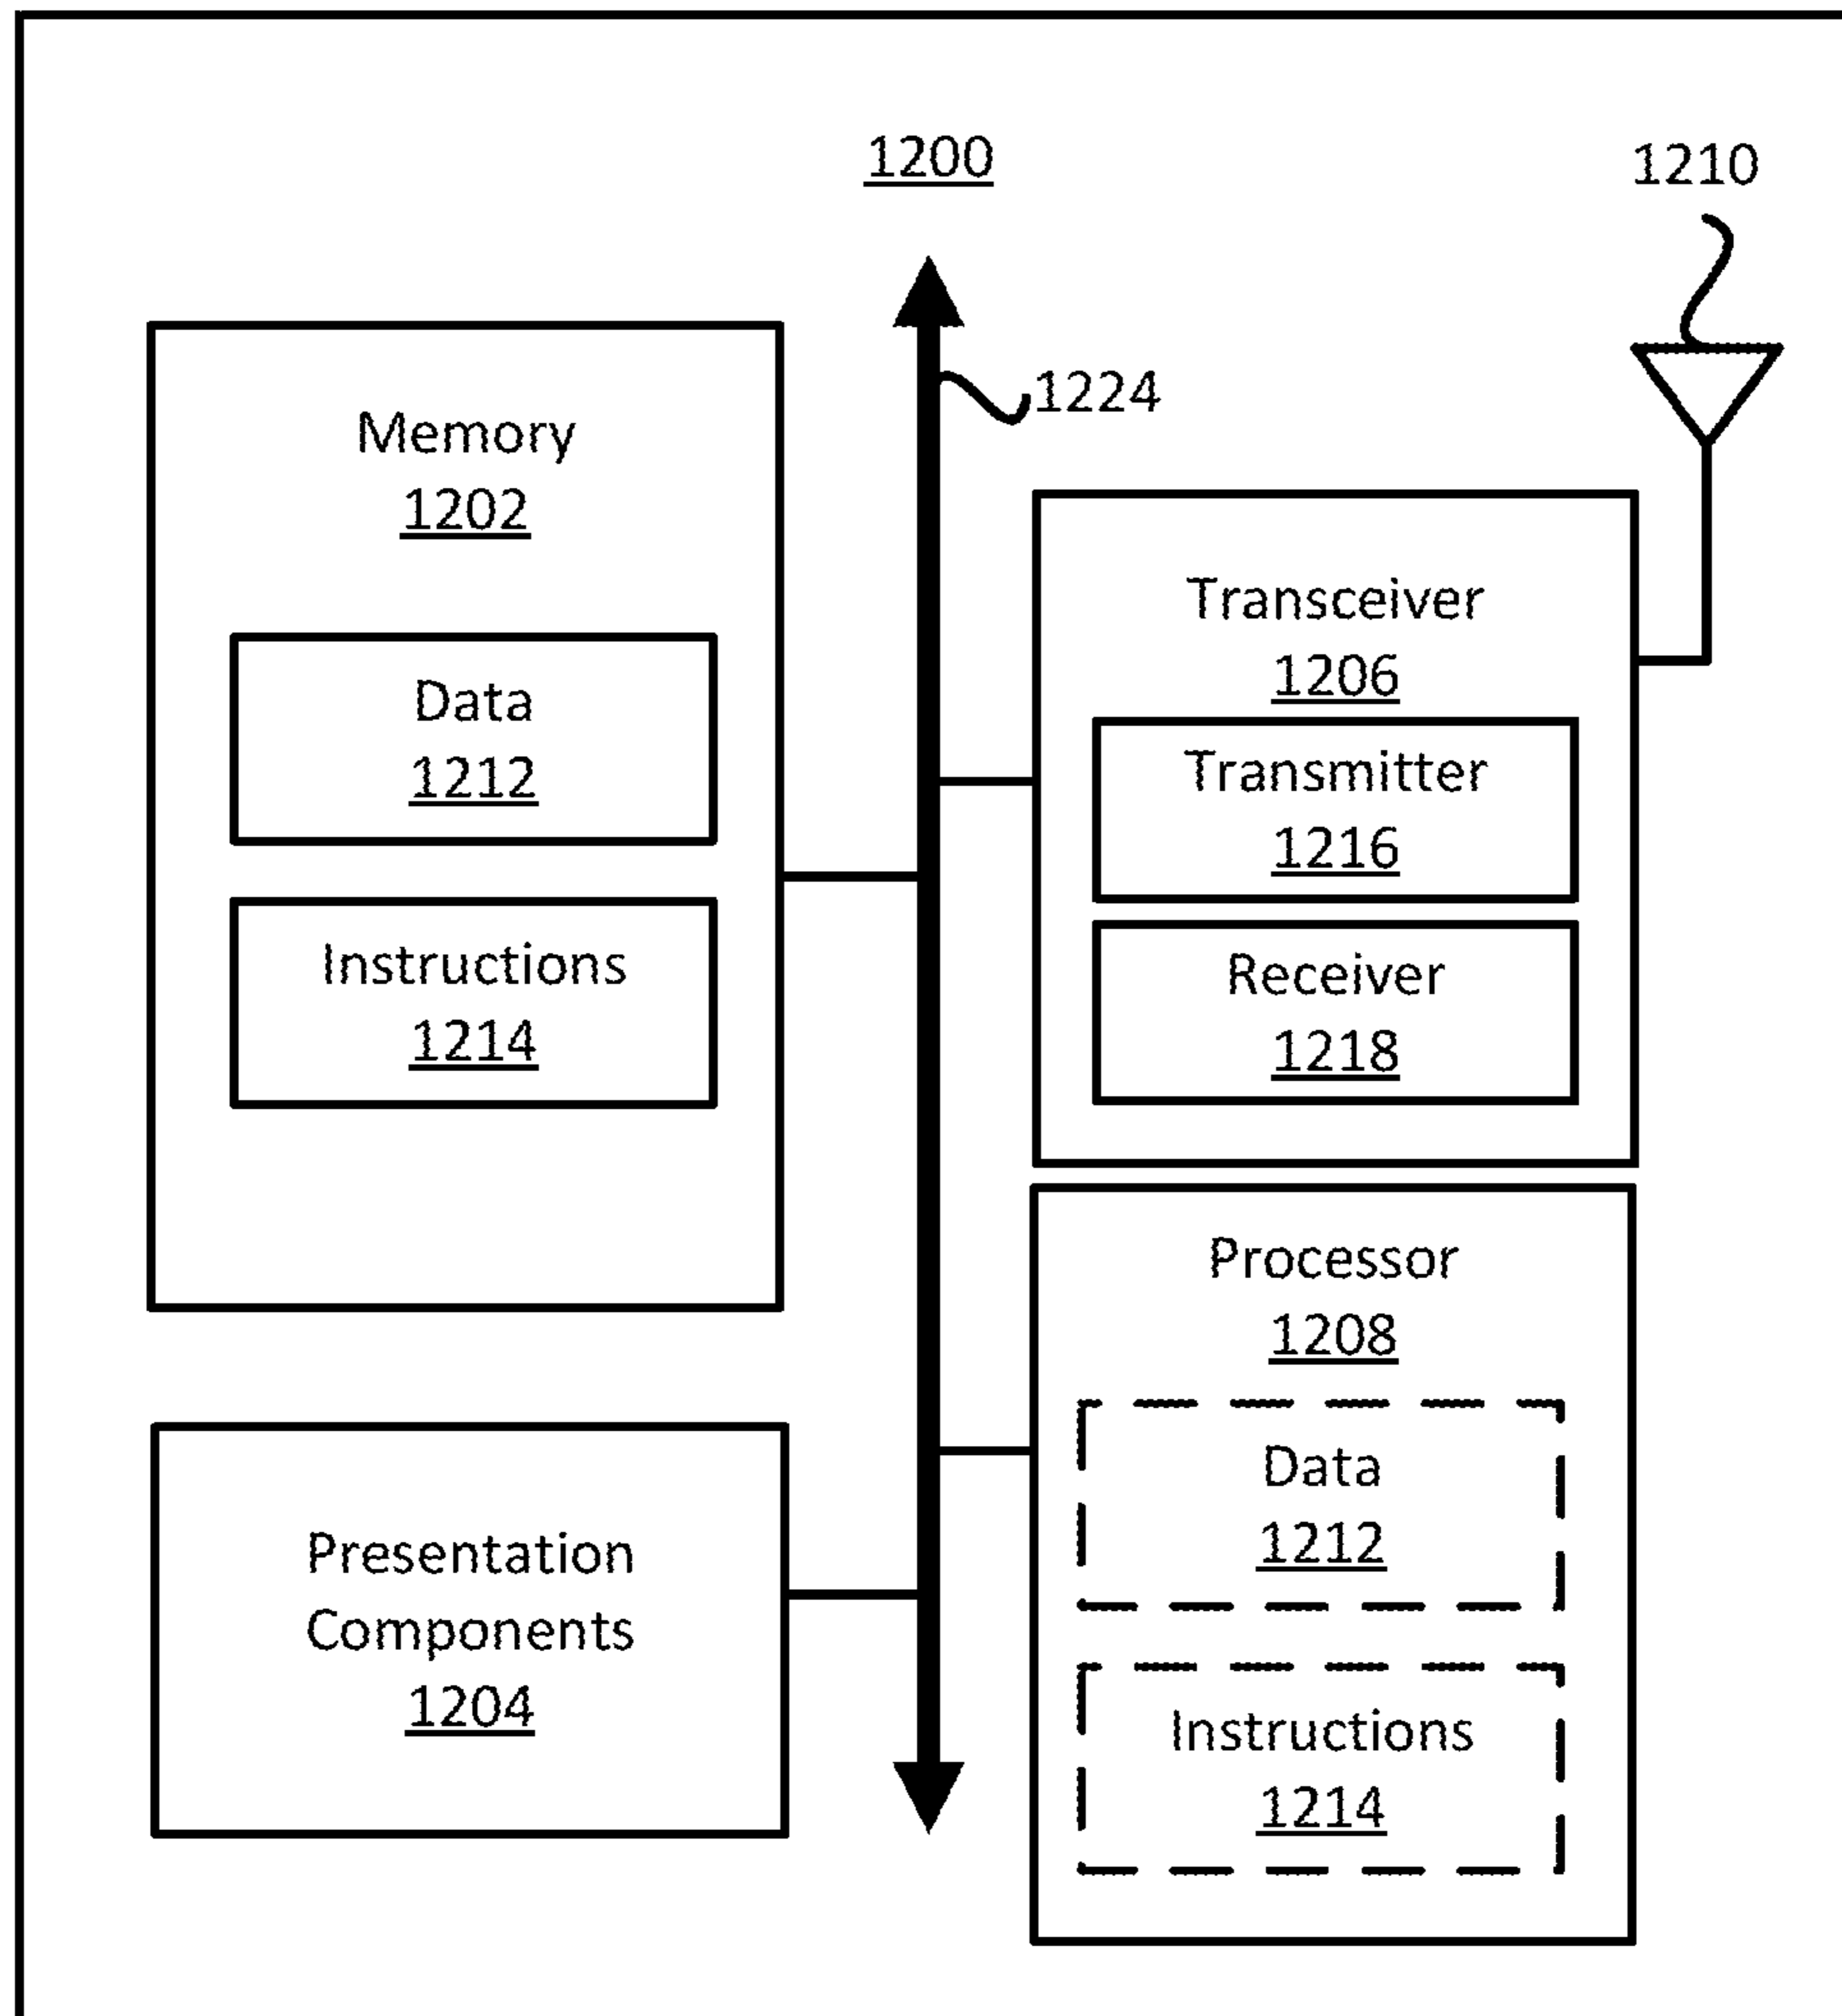 1200
1210
1224
Memory
1202
Data
1212
Instructions
1214
Transceiver
1206
Transmitter
1216
Receiver
1218
Presentation
Components
1204
Processor
1208
Data
1212
Instructions
1214